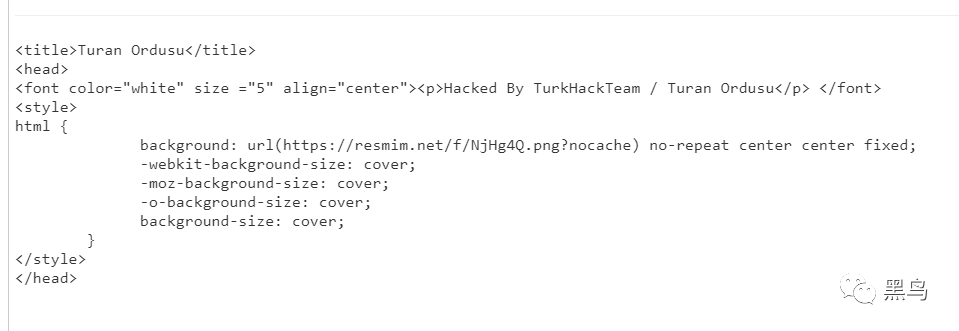 <title>Turan Ordusu</title>
<head>
<font color="white" size ="5" align="center"><p>Hacked By TurkHackTeam / Turan Ordusu</p> </font>
<style>
html {
background: url(https://resmim.net/f/NjHg4Q.png?nocache) no-repeat center center fixed;
-webkit-background-size: cover;
-moz-background-size: cover;
-o-background-size: cover;
background-size: cover;
}
</style>
</head>
黑鸟